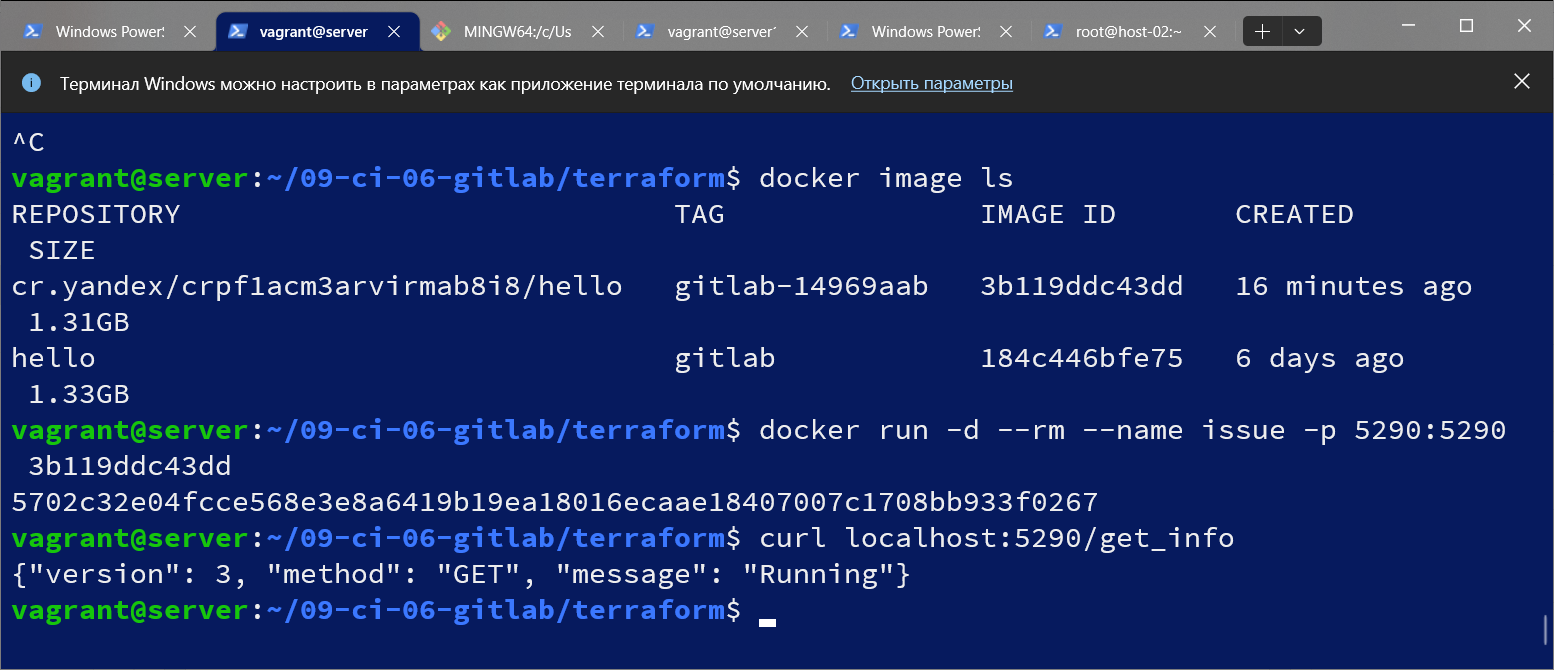 Windows Power: vagrant@server MINGW64:/c/Us vagrant@server Windows Power: root@host-02:~
Терминал Windows можно настроить в параметрах как приложение терминала по умолчанию. Открыть параметры
^C
vagrant@server:~/09-ci-06-gitlab/terraform$ docker image ls
REPOSITORY TAG IMAGE ID CREATED
SIZE
cr.yandex/crpf1acm3arvirmab8i8/hello gitlab-14969aab 3b119ddc43dd 16 minutes ago
1.31GB
hello gitlab 184c446bfe75 6 days ago
1.33GB
vagrant@server:~/09-ci-06-gitlab/terraform$ docker run -d --rm --name issue -p 5290:5290
3b119ddc43dd
5702c32e04fcce568e3e8a6419b19ea18016ecaae18407007c1708bb933f0267
vagrant@server:~/09-ci-06-gitlab/terraform$ curl localhost:5290/get_info
{"version": 3, "method": "GET", "message": "Running"}
vagrant@server:~/09-ci-06-gitlab/terraform$